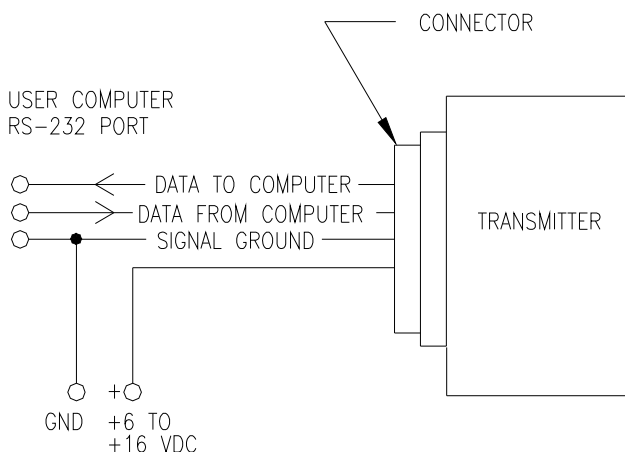 CONNECTOR
USER COMPUTER
RS-232 PORT
DATA TO COMPUTER
DATA FROM COMPUTER
SIGNAL GROUND
TRANSMITTER
GND
+
+6 TO
+16 VDC